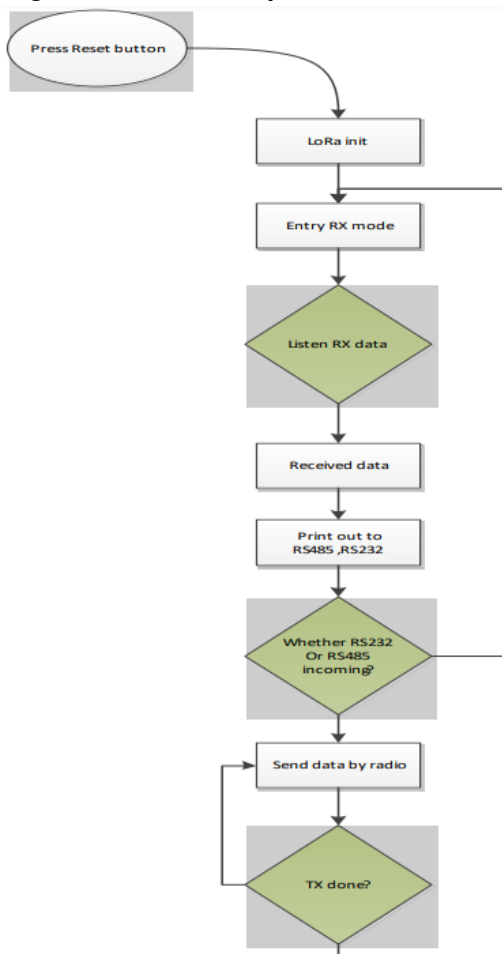 Press Reset button
LoRa init
Entry RX mode
Listen RX data
Received data
Print out to
RS485 ,RS232
Whether RS232
Or RS485
incoming?
Send data by radio
TX done?